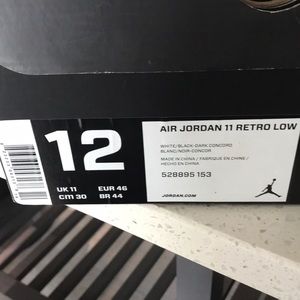 12
UK 11 EUR 46
CM 30 BR 44
AIR JORDAN 11 RETRO LOW
WHITE/BLACK-DARK CONCORD
BLANC/NOIR-CONCOR
MADE IN CHINA / FABRIQUE EN CHINE /
HECHO EN CHINA
528895 153
JORDAN.COM